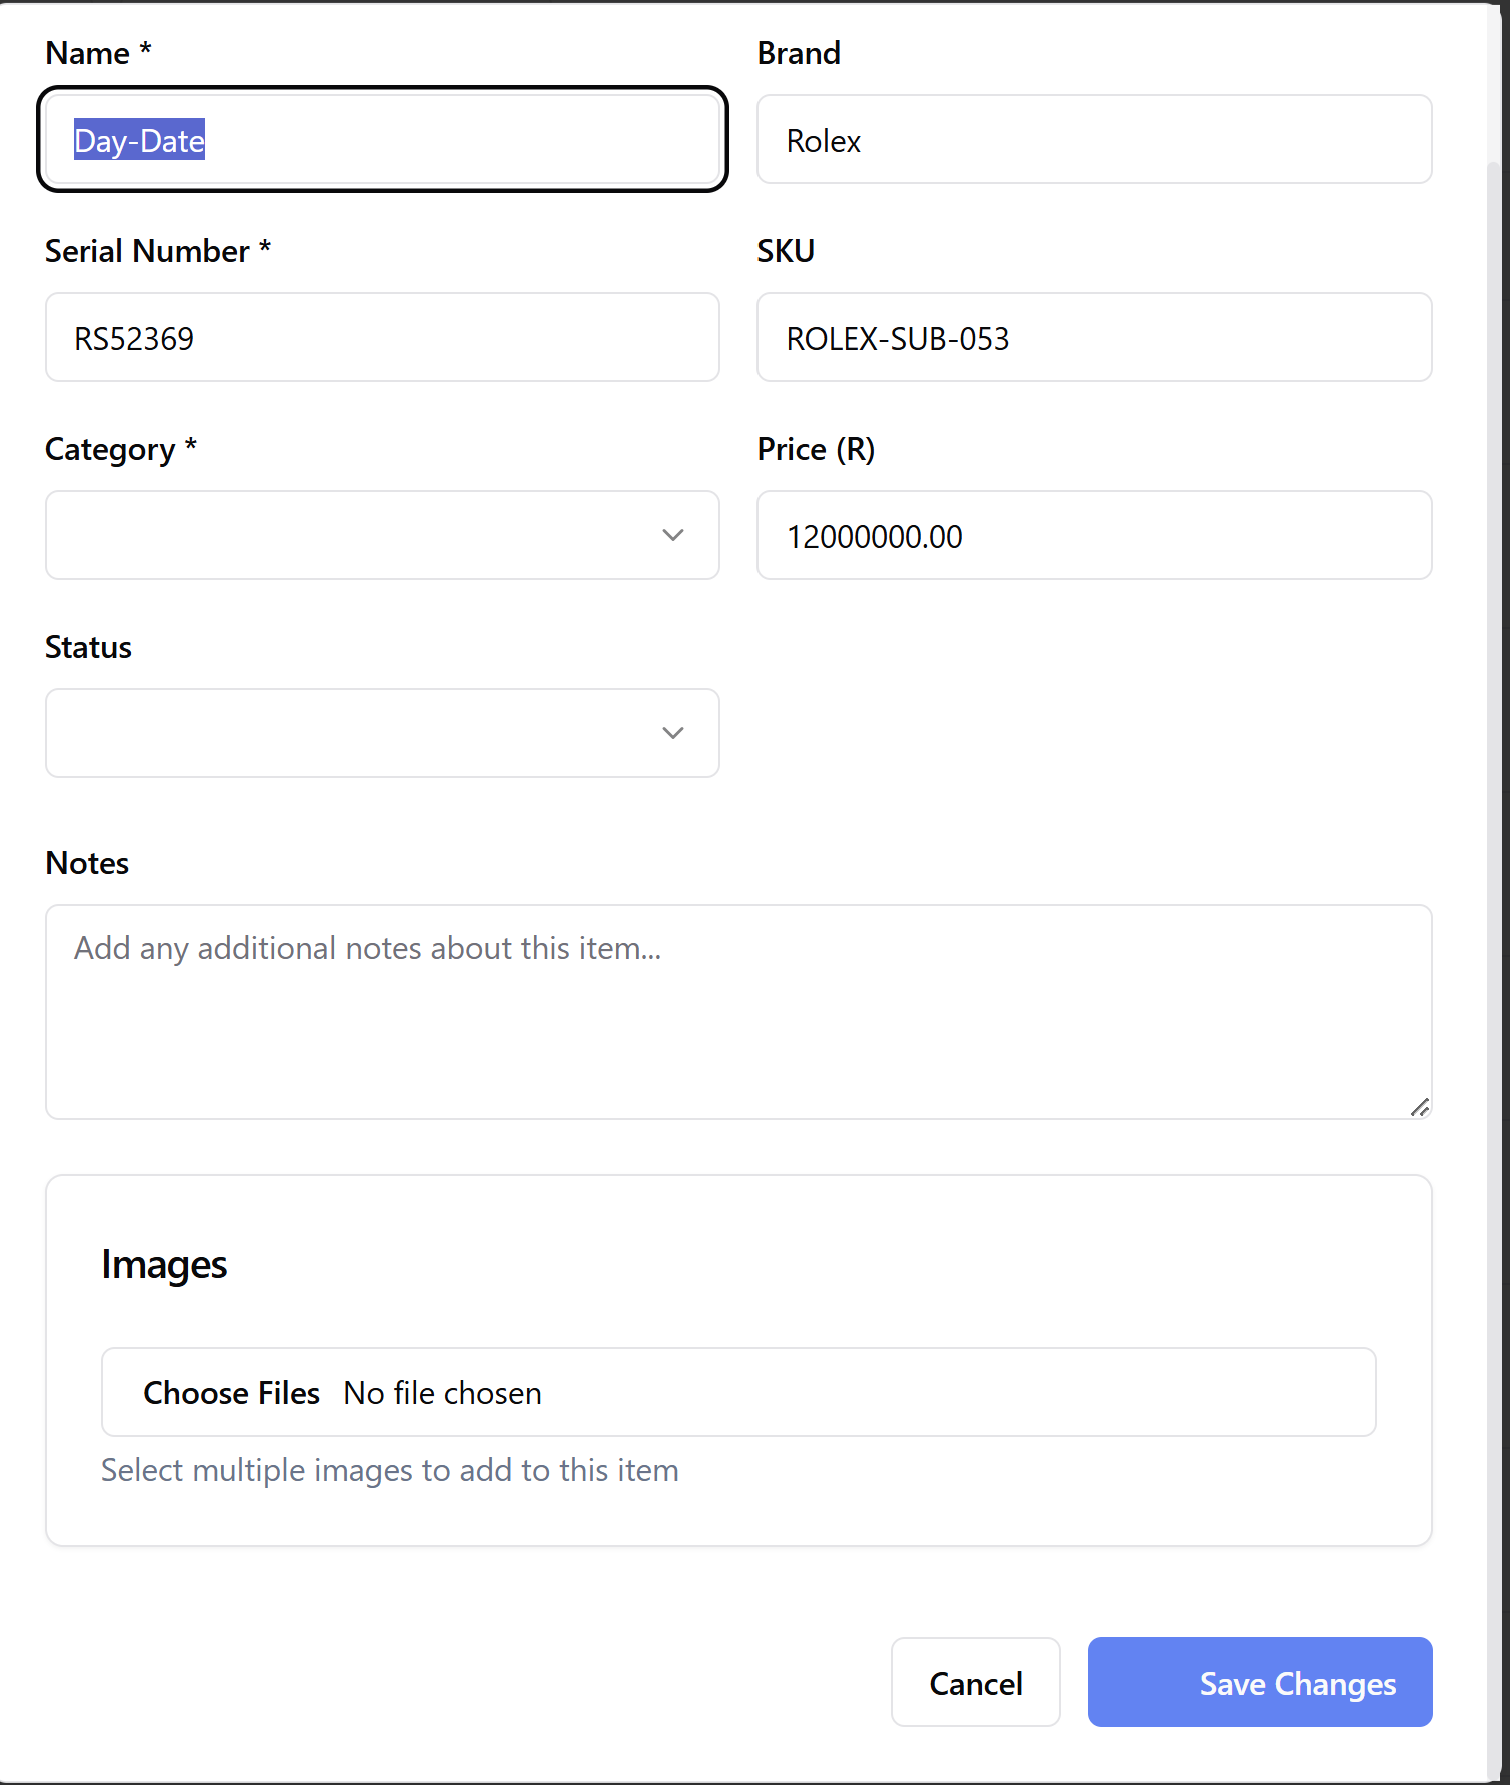 Name *
Brand
Day-Date
Rolex
Serial Number *
SKU
RS52369
ROLEX-SUB-053
Category *
Price (R)
12000000.00
Status
Notes
Add any additional notes about this item...
Images
Choose Files No file chosen
Select multiple images to add to this item
Cancel
Save Changes